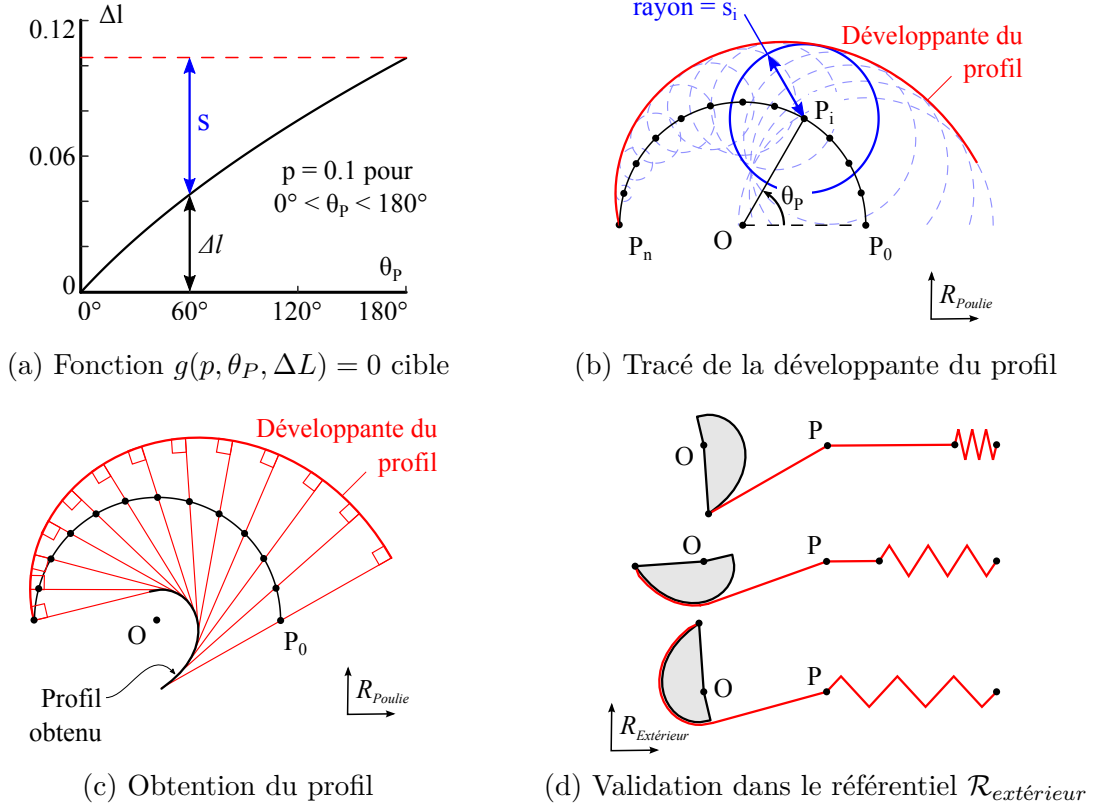 Δl
0.12
0.06
0
s
Δl
p = 0.1 pour
0° < θP < 180°
θP
0°
60°
120°
180°
(a) Fonction g(p, θP, ΔL) = 0 cible
rayon = si
Développante du
profil
Pi
θP
Pn
O
P0
RPoulie
(b) Tracé de la développante du profil
Développante du
profil
O
P0
Profil
obtenu
RPoulie
(c) Obtention du profil
O
P
O
P
O
P
RExtérieur
(d) Validation dans le référentiel Rextérieur